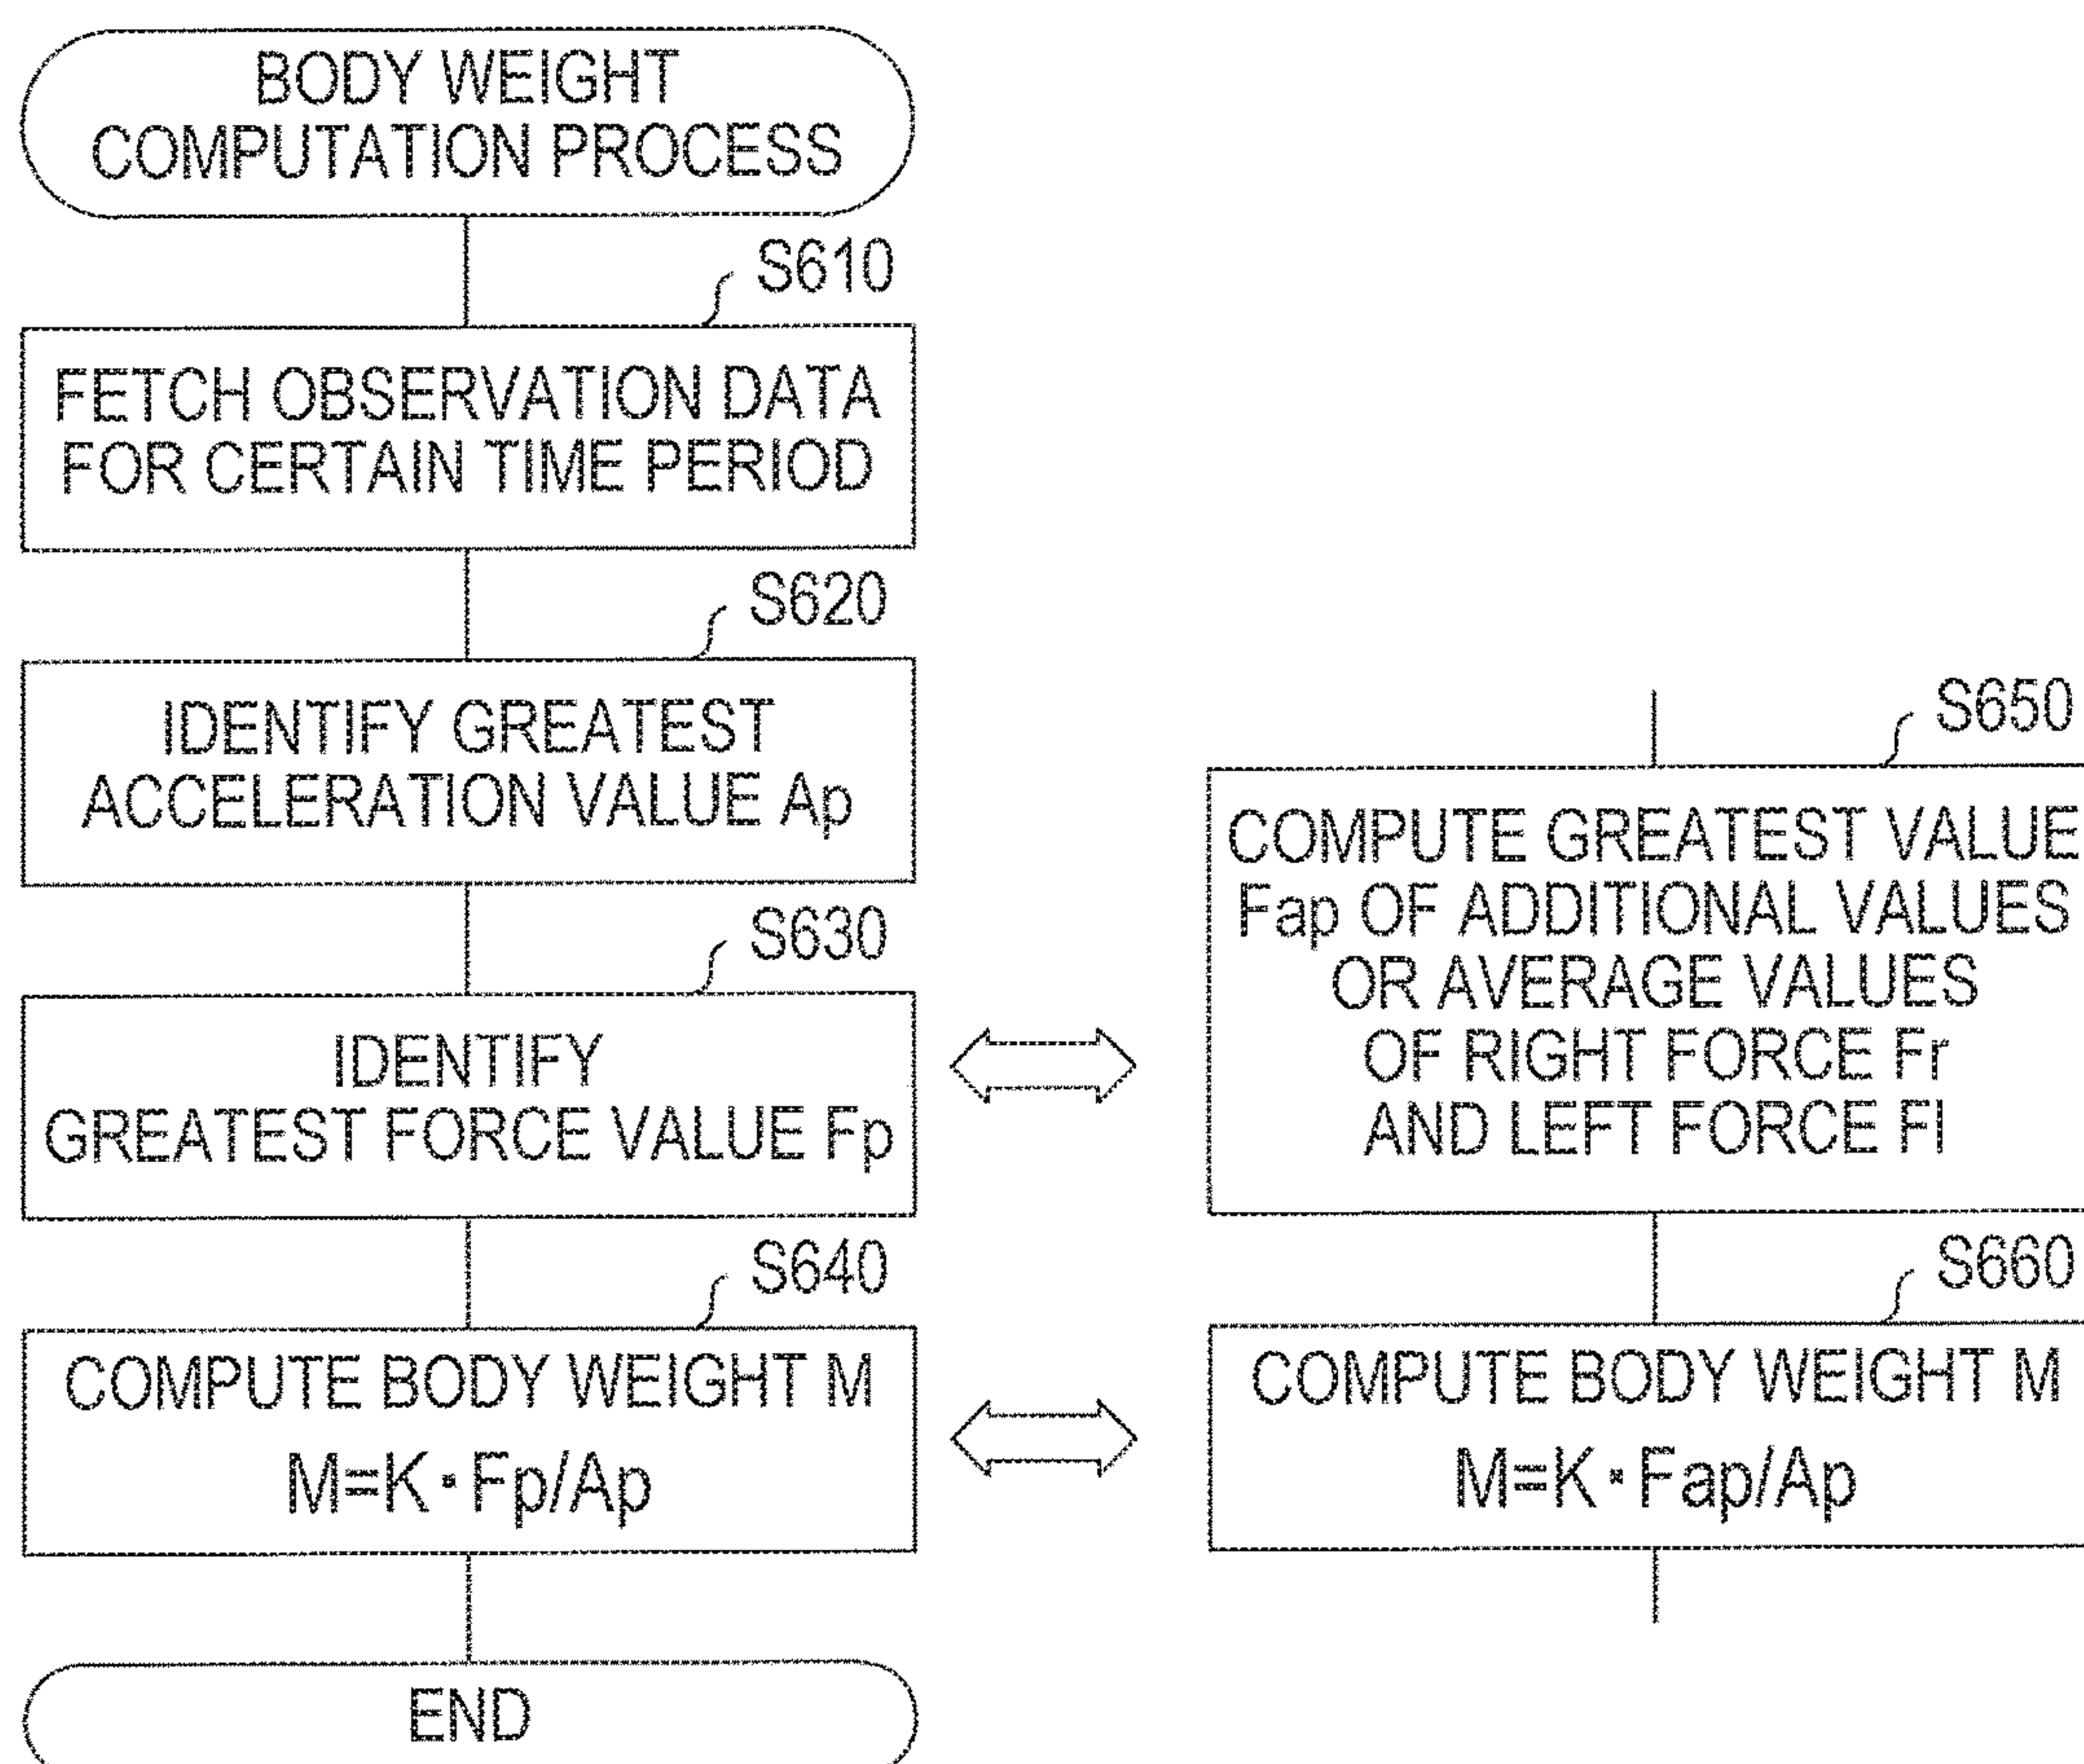 BODY WEIGHT
COMPUTATION PROCESS
S610
FETCH OBSERVATION DATA
FOR CERTAIN TIME PERIOD
S620
IDENTIFY GREATEST
ACCELERATION VALUE Ap
S630
IDENTIFY
GREATEST FORCE VALUE Fp
S640
COMPUTE BODY WEIGHT M
M=K・Fp/Ap
END
S650
COMPUTE GREATEST VALUE
Fap OF ADDITIONAL VALUES
OR AVERAGE VALUES
OF RIGHT FORCE Fr
AND LEFT FORCE Fl
S660
COMPUTE BODY WEIGHT M
M=K・Fap/Ap